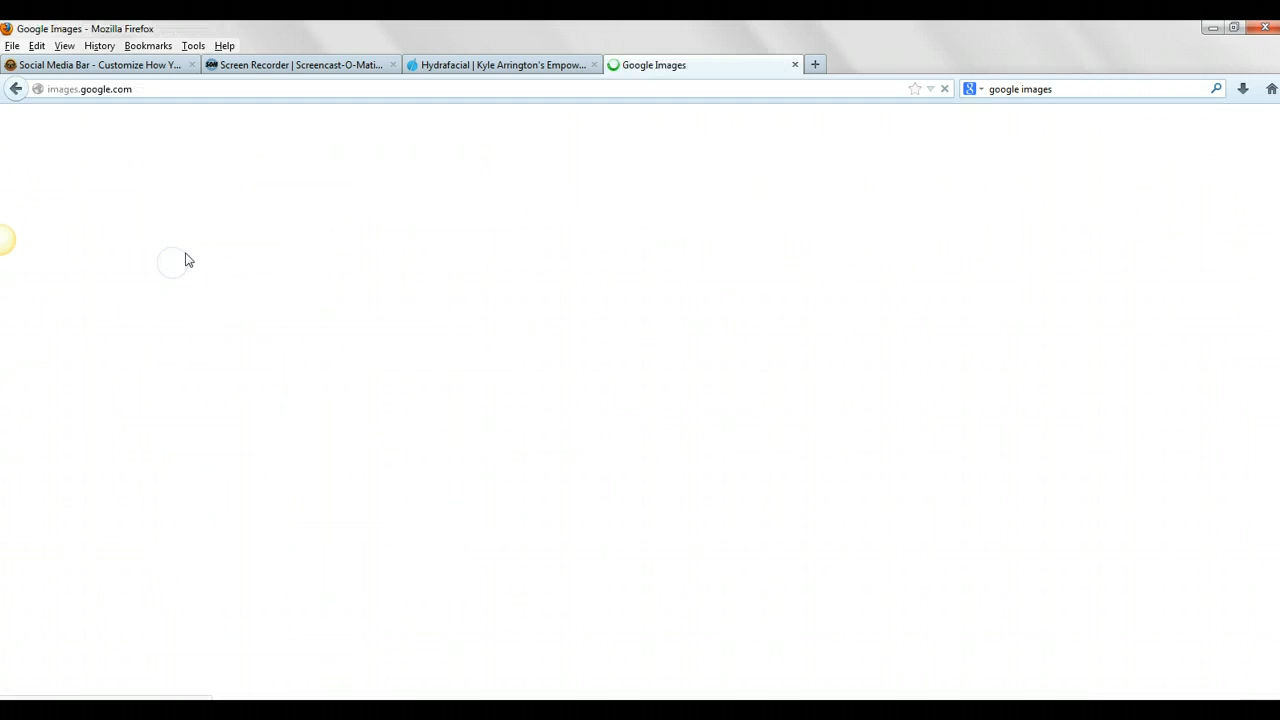 Google Images - Mozilla Firefox
File Edit View History Bookmarks Tools Help
Social Media Bar - Customize How Y... Screen Recorder | Screencast-O-Mati... Hydrafacial | Kyle Arrington's Empow... Google Images
images.google.com google images